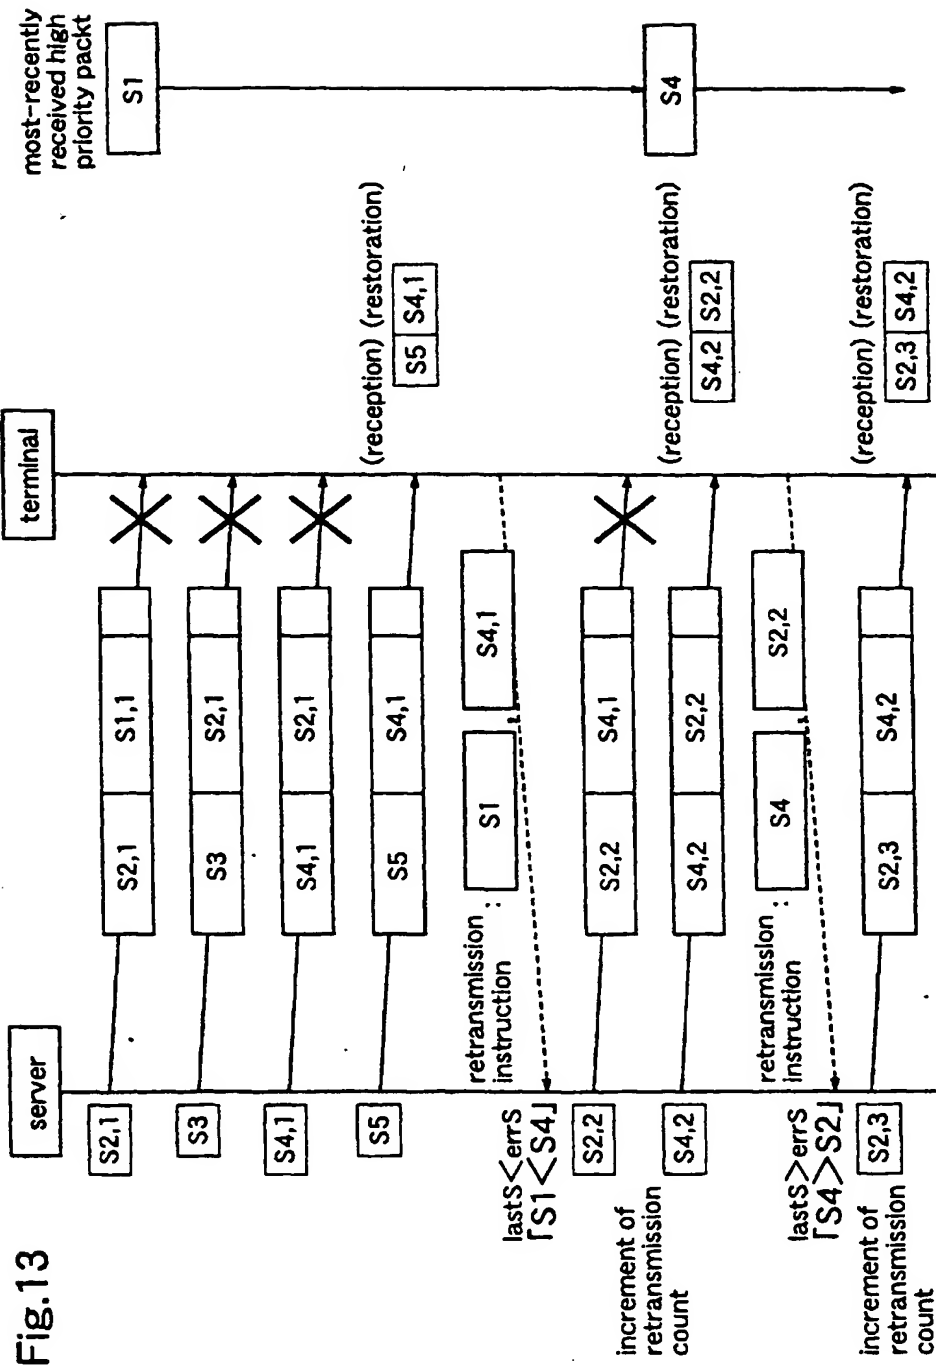 Fig.13
server
terminal
most-recently
received high
priority packt
S1
S2,1
S2,1 S1,1
S3
S3 S2,1
S4,1
S4,1 S2,1
S5
S5 S4,1
(reception) (restoration)
S5 S4,1
retransmission
instruction :
S1 , S4,1
lastS<errS
「S1<S4」
increment of
retransmission
count
S2,2
S2,2 S4,1
S4
S4,2
S4,2 S2,2
(reception) (restoration)
S4,2 S2,2
retransmission
instruction :
S4 , S2,2
lastS>errS
「S4>S2」
increment of
retransmission
count
S2,3
S2,3 S4,2
(reception) (restoration)
S2,3 S4,2